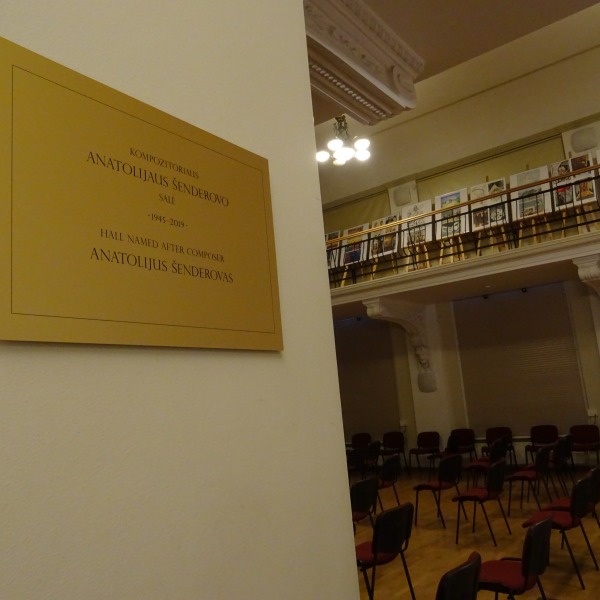 KOMPOZITORIAUS
ANATOLIJAUS ŠENDEROVO
SALĖ
-1945-2019-
HALL NAMED AFTER COMPOSER
ANATOLIJUS ŠENDEROVAS